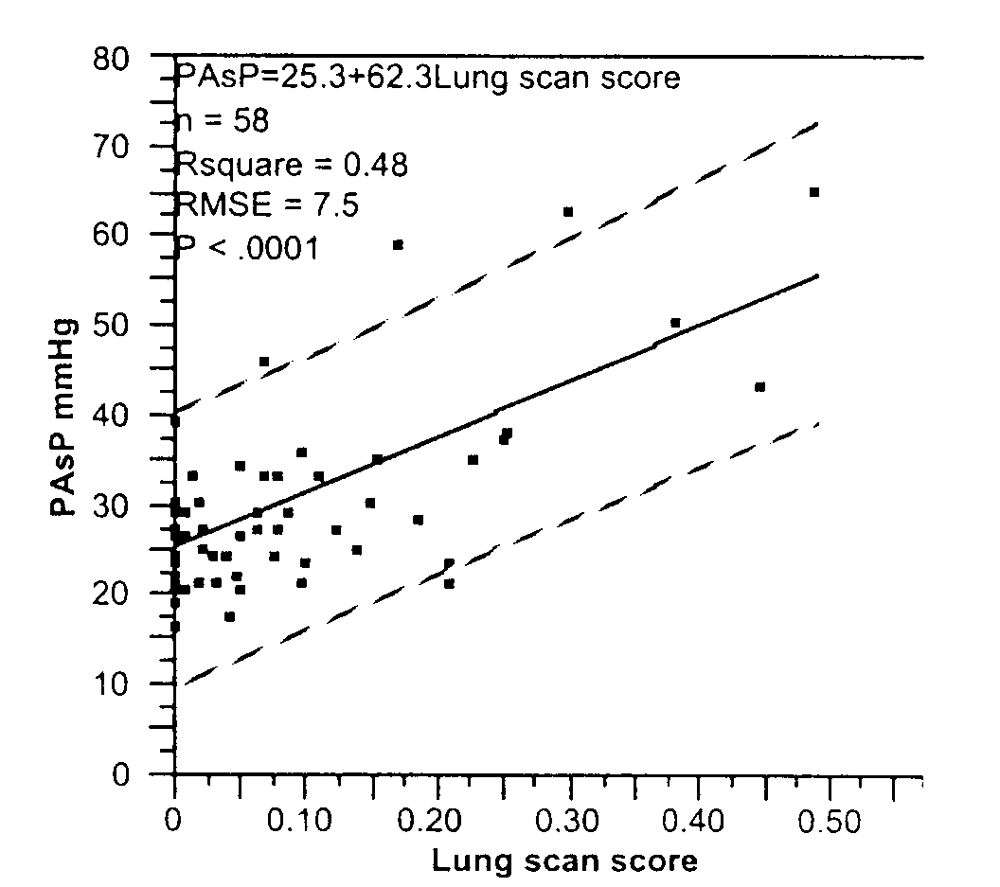 PAsP=25.3+62.3Lung scan score
n = 58
Rsquare = 0.48
RMSE = 7.5
P < .0001
80
70
60
50
40
30
20
10
0
PAsP mmHg
0 0.10 0.20 0.30 0.40 0.50
Lung scan score